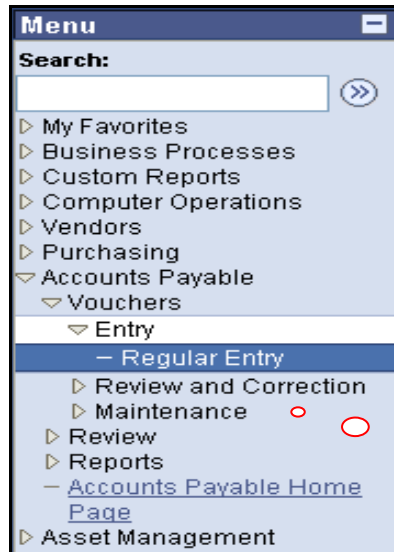 Menu
Search:
My Favorites
Business Processes
Custom Reports
Computer Operations
Vendors
Purchasing
Accounts Payable
Vouchers
Entry
– Regular Entry
Review and Correction
Maintenance
Review
Reports
– Accounts Payable Home
Page
Asset Management